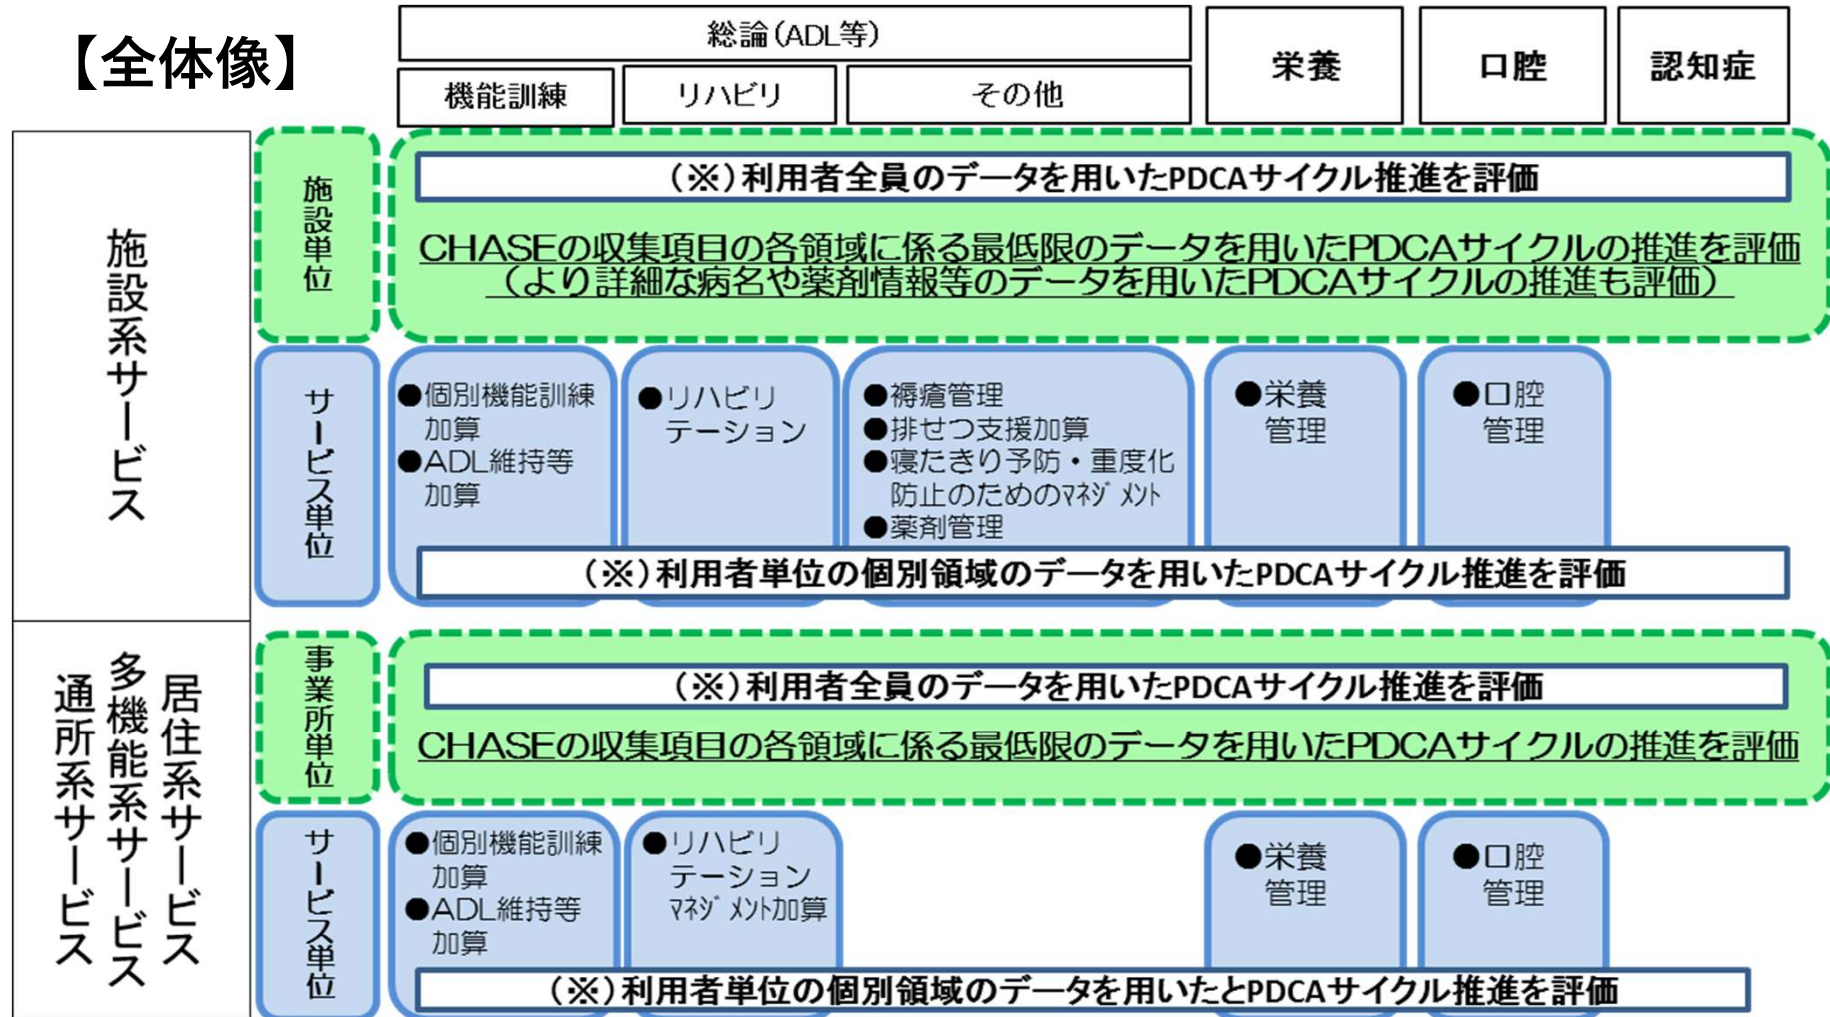 【全体像】
総論(ADL等)
機能訓練
リハビリ
その他
栄養
口腔
認知症
施設系サービス
施設単位
(※)利用者全員のデータを用いたPDCAサイクル推進を評価
CHASEの収集項目の各領域に係る最低限のデータを用いたPDCAサイクルの推進を評価
(より詳細な病名や薬剤情報等のデータを用いたPDCAサイクルの推進も評価)
サービス単位
●個別機能訓練
加算
●ADL維持等
加算
●リハビリ
テーション
●褥瘡管理
●排せつ支援加算
●寝たきり予防・重度化
防止のためのマネジメント
●薬剤管理
●栄養
管理
●口腔
管理
(※)利用者単位の個別領域のデータを用いたPDCAサイクル推進を評価
居住系サービス
多機能系サービス
通所系サービス
事業所単位
(※)利用者全員のデータを用いたPDCAサイクル推進を評価
CHASEの収集項目の各領域に係る最低限のデータを用いたPDCAサイクルの推進を評価
サービス単位
●個別機能訓練
加算
●ADL維持等
加算
●リハビリ
テーション
マネジメント加算
●栄養
管理
●口腔
管理
(※)利用者単位の個別領域のデータを用いたとPDCAサイクル推進を評価